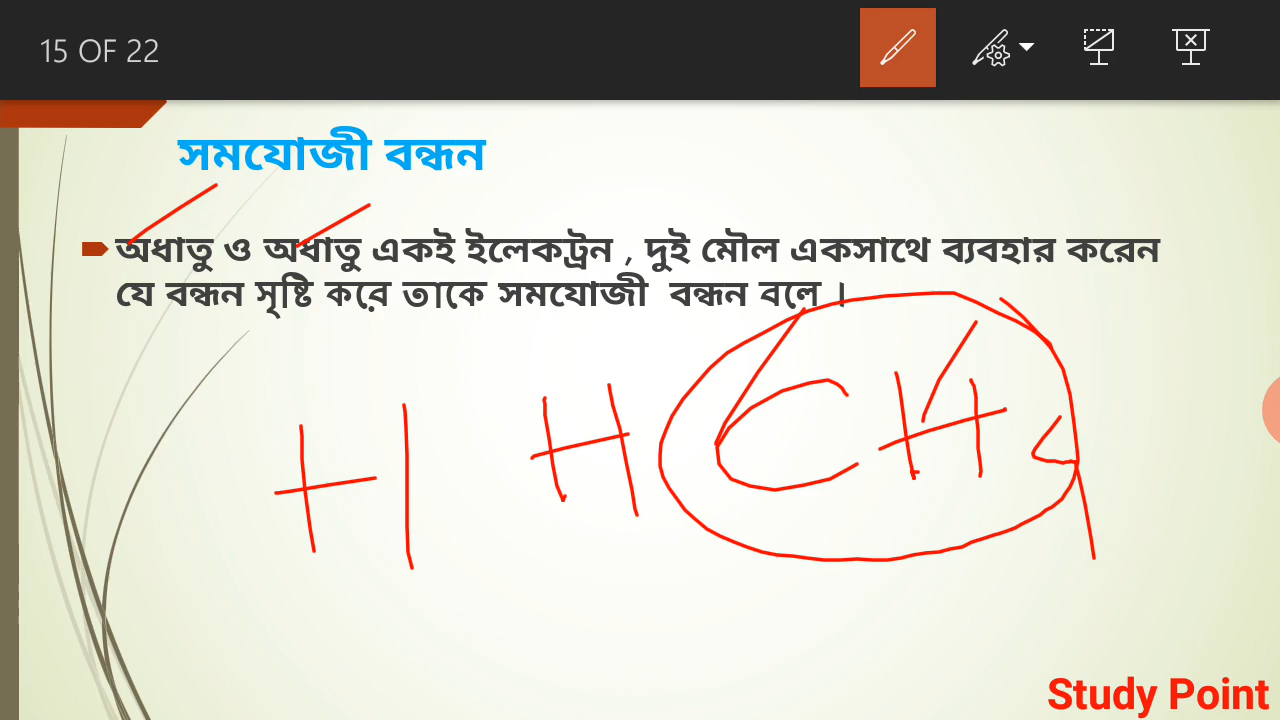 15 OF 22
সমযোজী বন্ধন
অধাতু ও অধাতু একই ইলেকট্রন , দুই মৌল একসাথে ব্যবহার করেন
যে বন্ধন সৃষ্টি করে তাকে সমযোজী বন্ধন বলে ।
H H CH4
Study Point